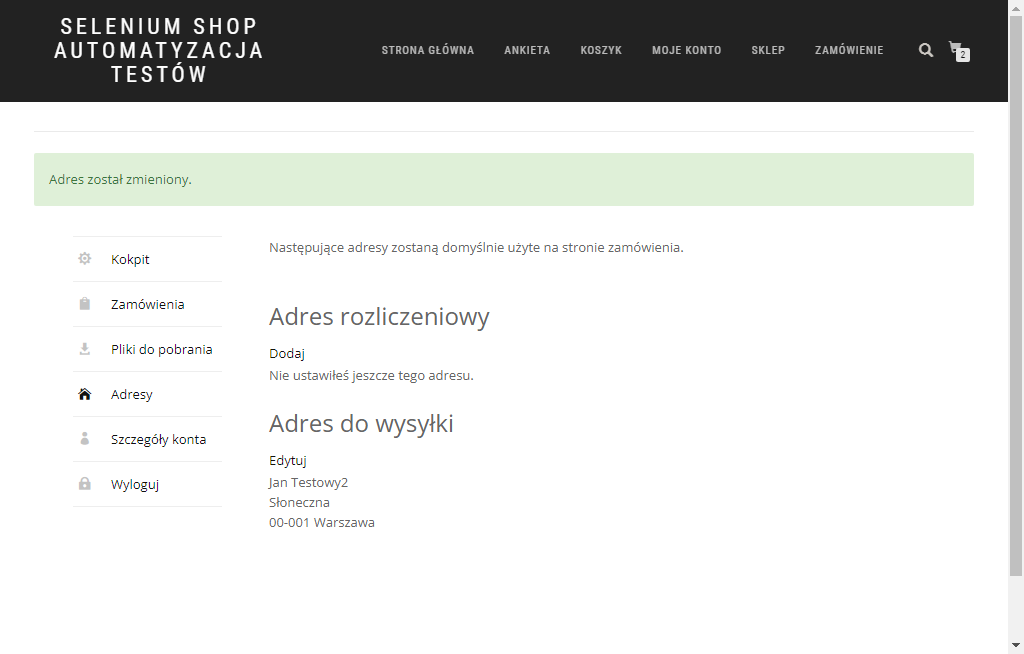 SELENIUM SHOP
AUTOMATYZACJA
TESTÓW
STRONA GŁÓWNA
ANKIETA
KOSZYK
MOJE KONTO
SKLEP
ZAMÓWIENIE
2
Adres został zmieniony.
Kokpit
Zamówienia
Pliki do pobrania
Adresy
Szczegóły konta
Wyloguj
Następujące adresy zostaną domyślnie użyte na stronie zamówienia.
Adres rozliczeniowy
Dodaj
Nie ustawiłeś jeszcze tego adresu.
Adres do wysyłki
Edytuj
Jan Testowy2
Słoneczna
00-001 Warszawa